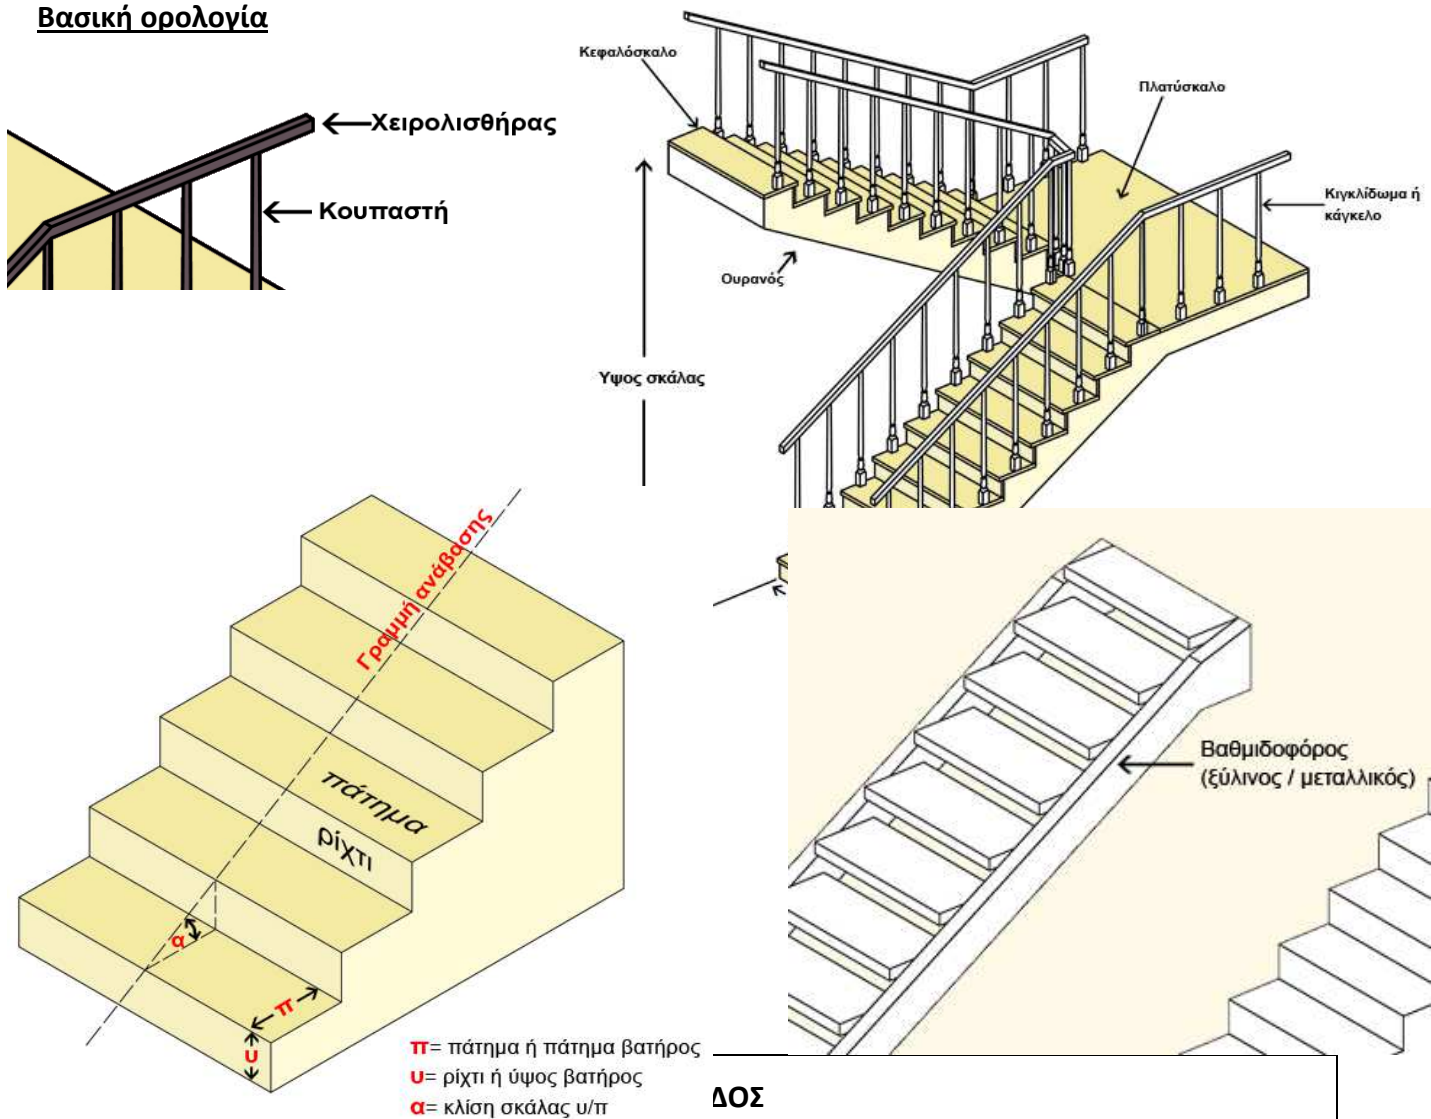 Βασική ορολογία
Χειρολισθήρας
Κουπαστή
Κεφαλόσκαλο
Πλατύσκαλο
Κιγκλίδωμα ή
κάγκελο
Ουρανός
Υψος σκάλας
Γραμμή ανάβασης
πάτημα
ρίχτι
α
π
υ
π= πάτημα ή πάτημα βατήρος
υ= ρίχτι ή ύψος βατήρος
α= κλίση σκάλας υ/π
Βαθμιδοφόρος
(ξύλινος / μεταλλικός)
ΔΟΣ